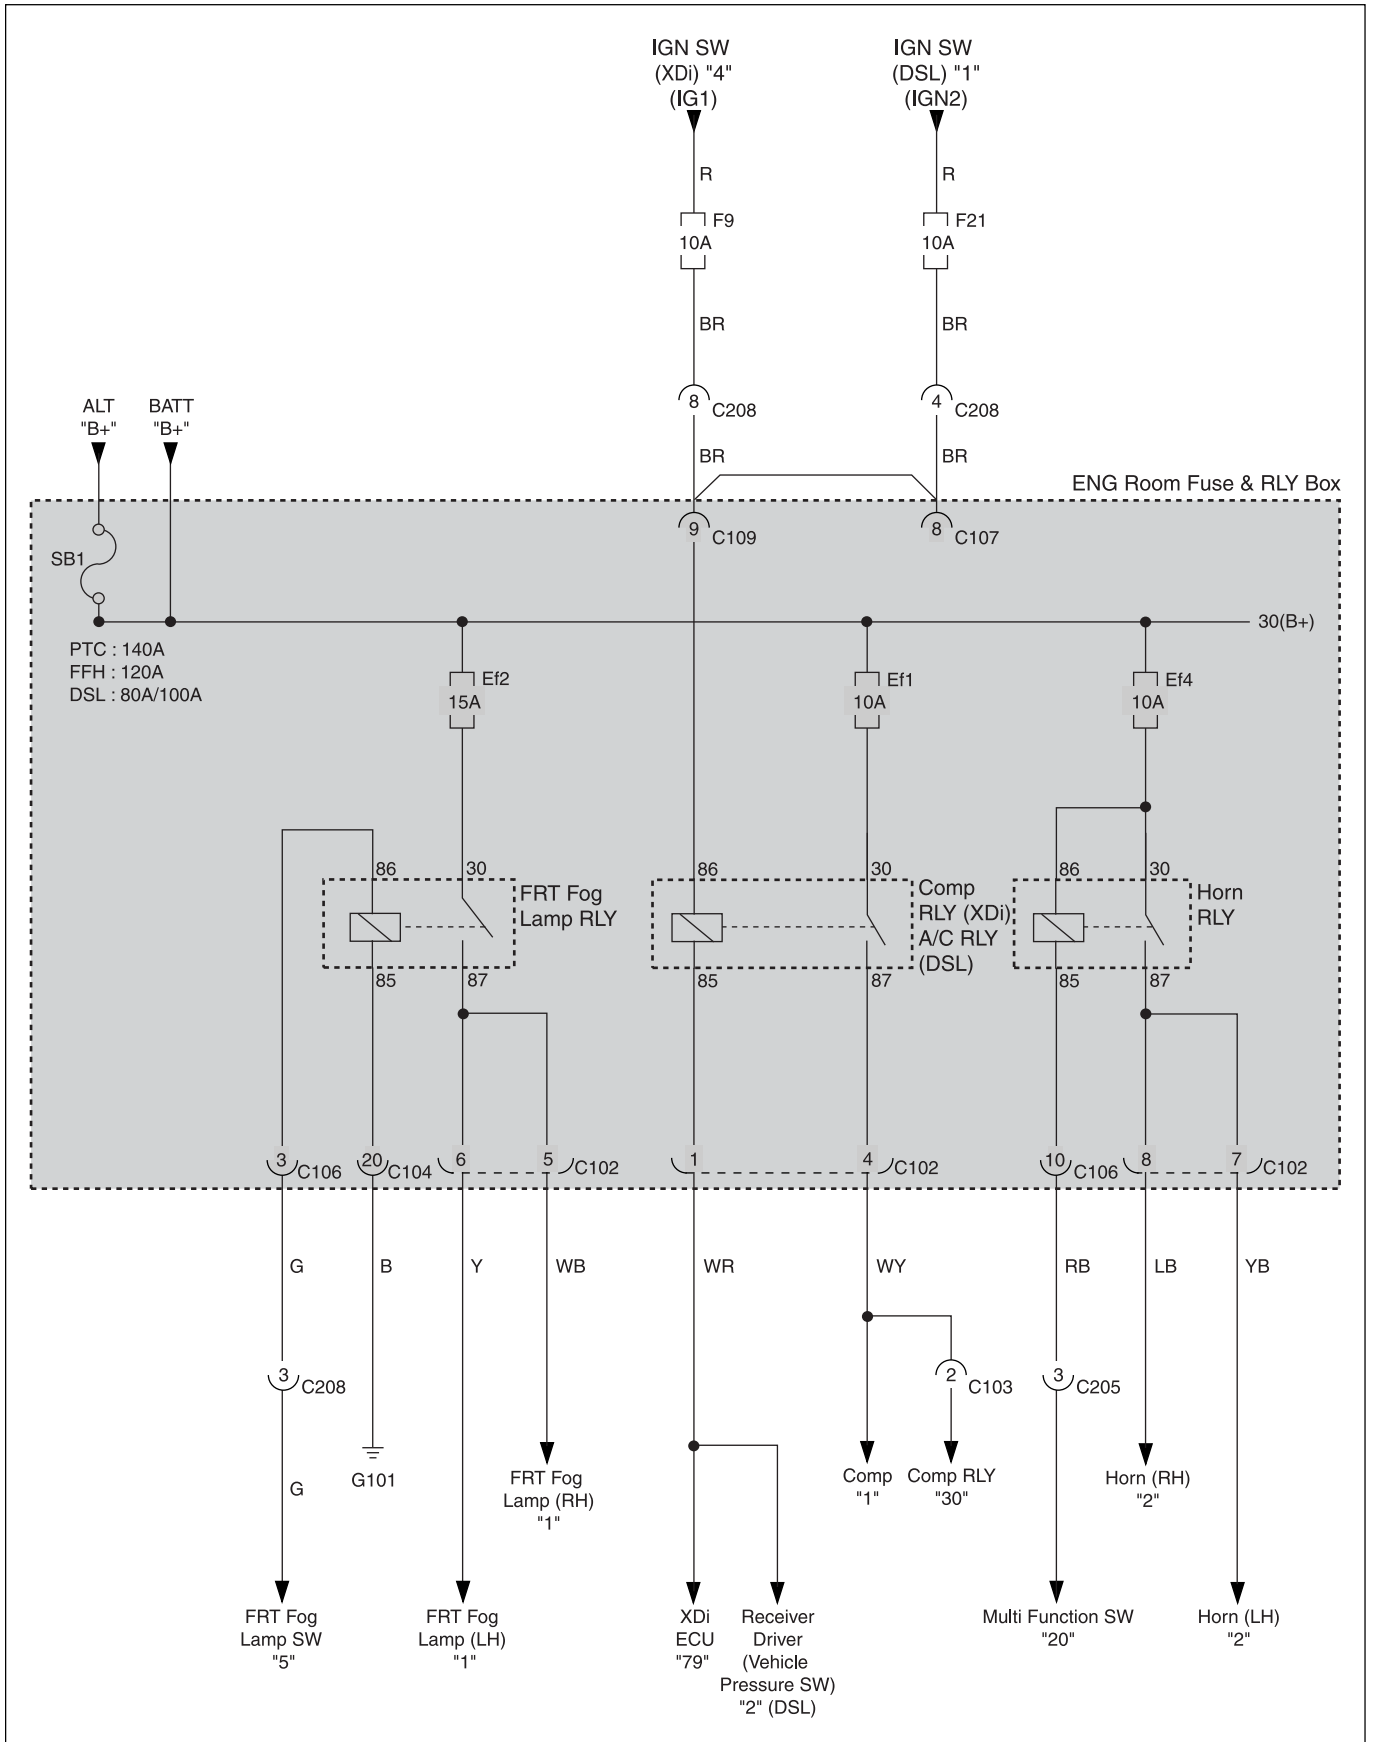 IGN SW
(XDi) "4"
(IG1)
IGN SW
(DSL) "1"
(IGN2)
R
R
F9
10A
F21
10A
BR
BR
8
C208
4
C208
ALT
"B+"
BATT
"B+"
BR
BR
ENG Room Fuse & RLY Box
9
C109
8
C107
SB1
30(B+)
PTC : 140A
FFH : 120A
DSL : 80A/100A
Ef2
15A
Ef1
10A
Ef4
10A
86
30
86
30
86
30
FRT Fog
Lamp RLY
Comp
RLY (XDi)
A/C RLY
(DSL)
Horn
RLY
85
87
85
87
85
87
3
C106
20
C104
6
5
C102
1
4
C102
10
C106
8
7
C102
G
B
Y
WB
WR
WY
RB
LB
YB
3
C208
2
C103
3
C205
G101
G
FRT Fog
Lamp (RH)
"1"
Comp
"1"
Comp RLY
"30"
Horn (RH)
"2"
FRT Fog
Lamp SW
"5"
FRT Fog
Lamp (LH)
"1"
XDi
ECU
"79"
Receiver
Driver
(Vehicle
Pressure SW)
"2" (DSL)
Multi Function SW
"20"
Horn (LH)
"2"